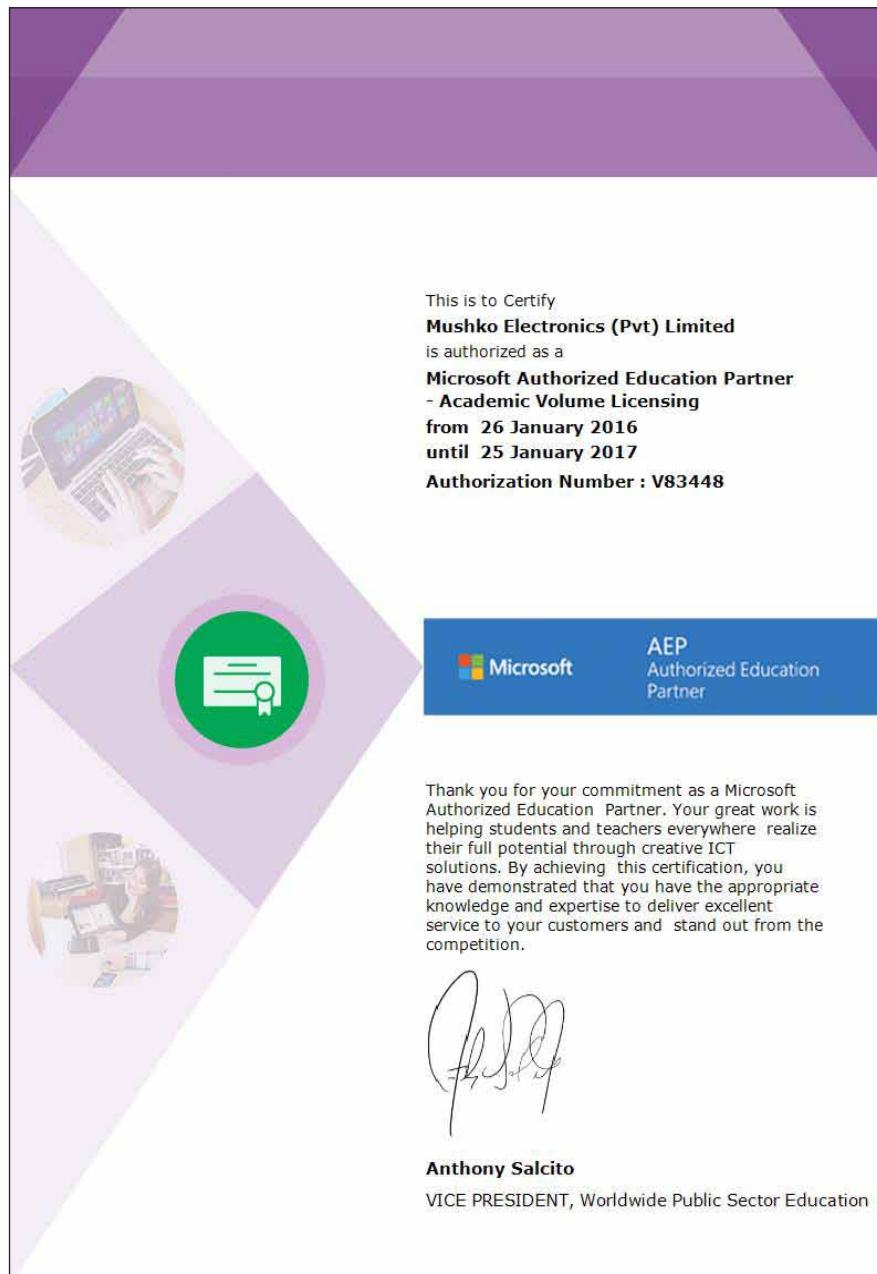 This is to Certify
Mushko Electronics (Pvt) Limited
is authorized as a
Microsoft Authorized Education Partner
- Academic Volume Licensing
from 26 January 2016
until 25 January 2017
Authorization Number : V83448
Microsoft
AEP
Authorized Education
Partner
Thank you for your commitment as a Microsoft
Authorized Education Partner. Your great work is
helping students and teachers everywhere realize
their full potential through creative ICT
solutions. By achieving this certification, you
have demonstrated that you have the appropriate
knowledge and expertise to deliver excellent
service to your customers and stand out from the
competition.
Anthony Salcito
VICE PRESIDENT, Worldwide Public Sector Education